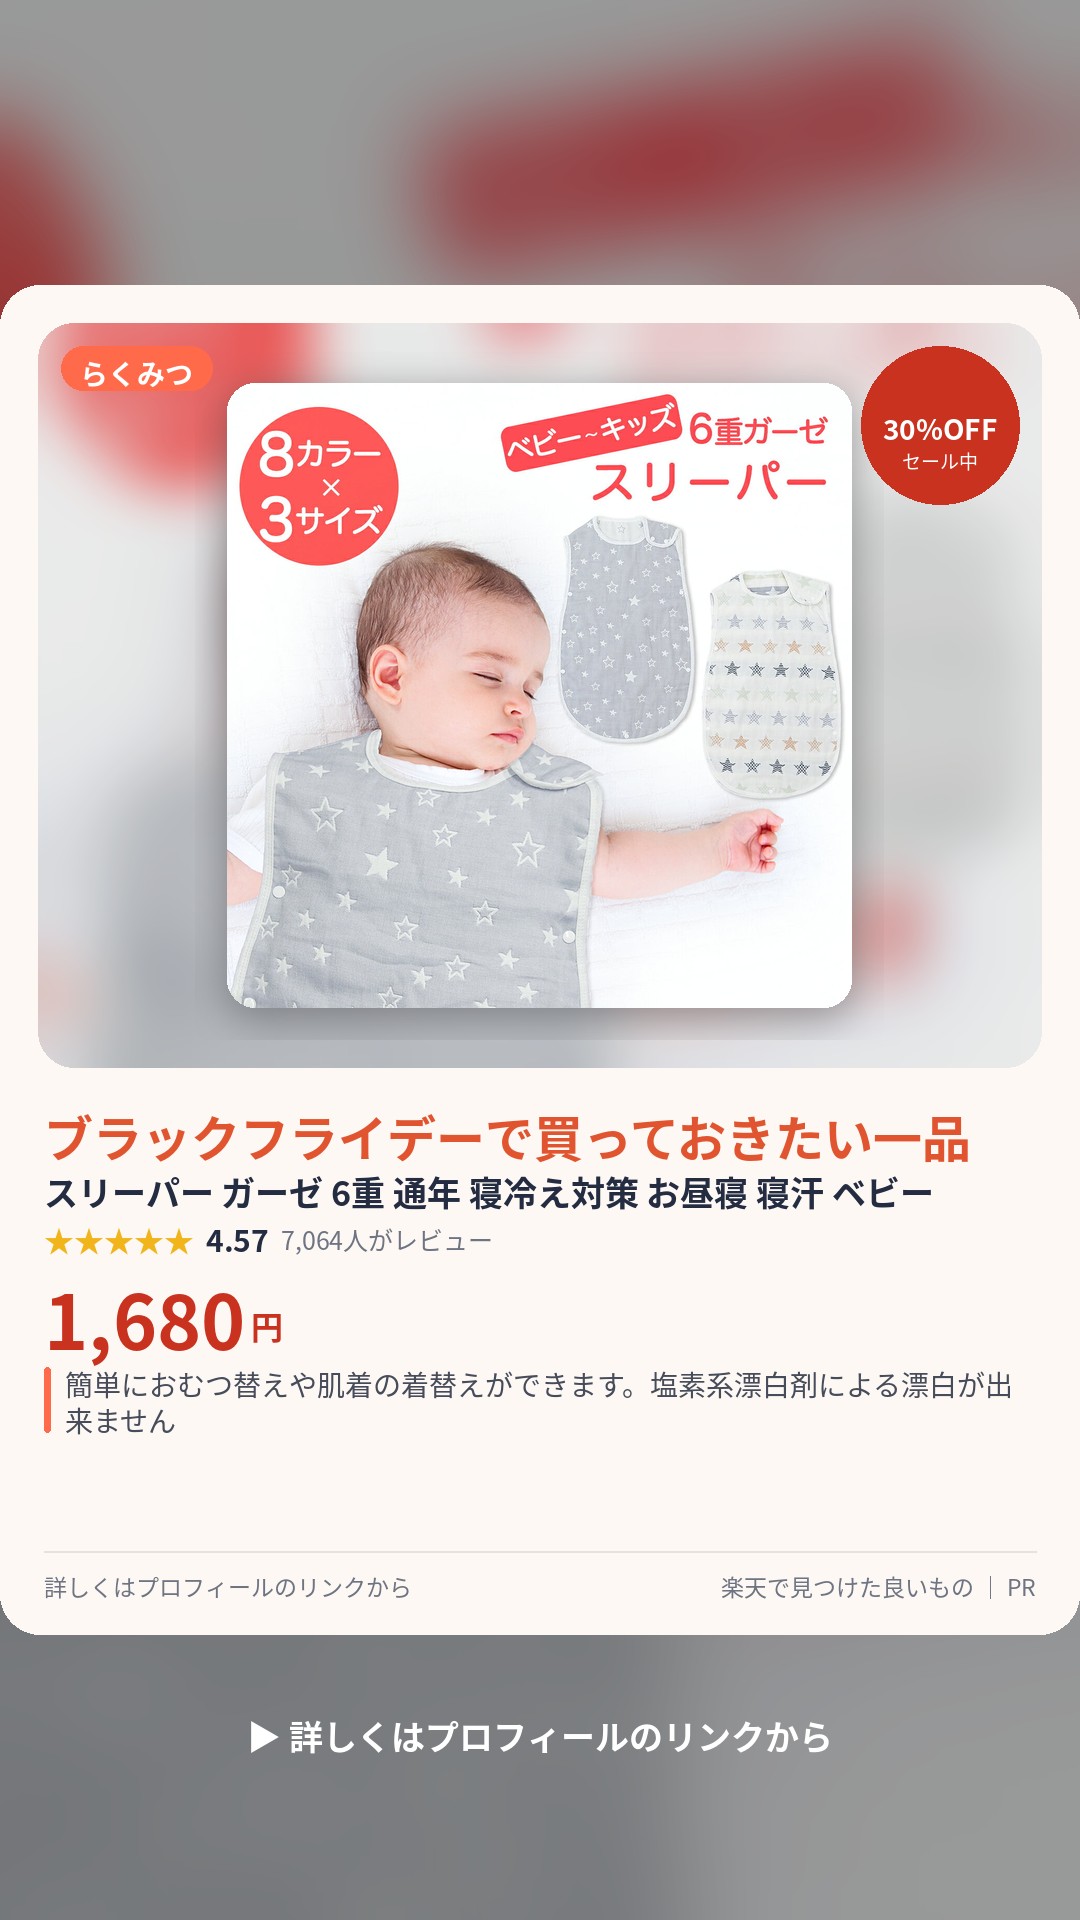 らくみつ
30%OFF
セール中
8カラー
×
3サイズ
ベビー~キッズ 6重ガーゼ
スリーパー
ブラックフライデーで買っておきたい一品
スリーパー ガーゼ 6重 通年 寝冷え対策 お昼寝 寝汗 ベビー
★★★★★ 4.57 7,064人がレビュー
1,680円
簡単におむつ替えや肌着の着替えができます。塩素系漂白剤による漂白が出
来ません
詳しくはプロフィールのリンクから
楽天で見つけた良いもの | PR
▶ 詳しくはプロフィールのリンクから